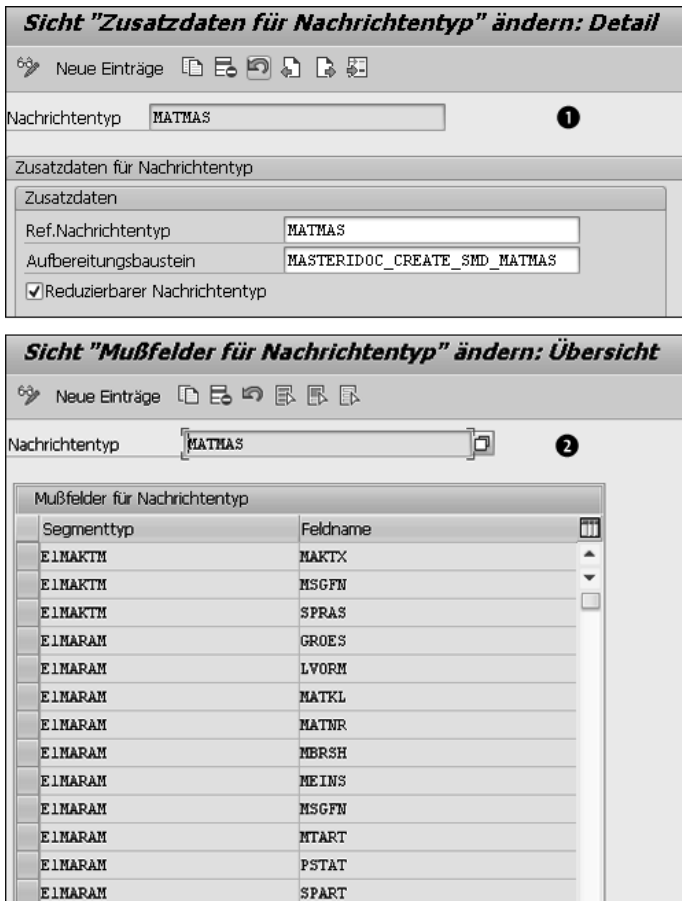 Sicht "Zusatzdaten für Nachrichtentyp" ändern: Detail
Neue Einträge
Nachrichtentyp MATMAS ❶
Zusatzdaten für Nachrichtentyp
Zusatzdaten
Ref.Nachrichtentyp MATMAS
Aufbereitungsbaustein MASTERIDOC_CREATE_SMD_MATMAS
Reduzierbarer Nachrichtentyp
Sicht "Mußfelder für Nachrichtentyp" ändern: Übersicht
Neue Einträge
Nachrichtentyp MATMAS ❷
Mußfelder für Nachrichtentyp
Segmenttyp Feldname
E1MAKTM MAKTX
E1MAKTM MSGFN
E1MAKTM SPRAS
E1MARAM GROES
E1MARAM LVORM
E1MARAM MATKL
E1MARAM MATNR
E1MARAM MBRSH
E1MARAM MEINS
E1MARAM MSGFN
E1MARAM MTART
E1MARAM PSTAT
E1MARAM SPART